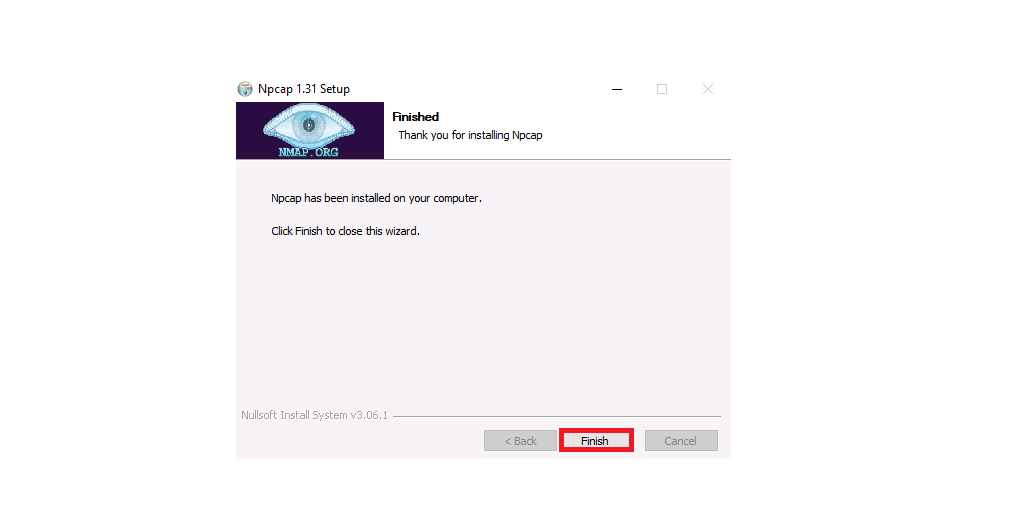 Npcap 1.31 Setup
NMAP.ORG
Finished
Thank you for installing Npcap
Npcap has been installed on your computer.
Click Finish to close this wizard.
Nullsoft Install System v3.06.1
< Back
Finish
Cancel